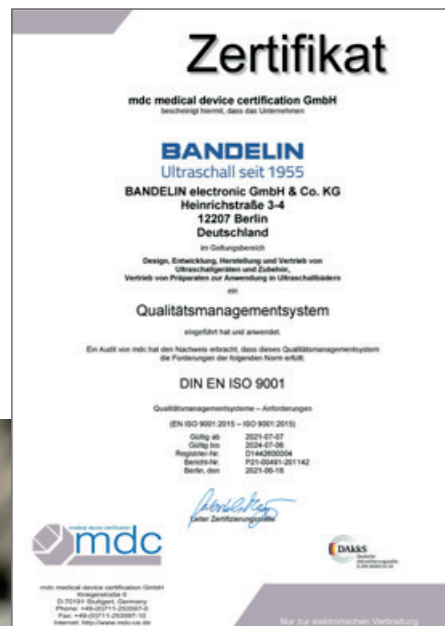 Zertifikat
mdc medical device certification GmbH
bescheinigt hiermit, dass das Unternehmen
BANDELIN
Ultraschall seit 1955
BANDELIN electronic GmbH & Co. KG
Heinrichstraße 3-4
12207 Berlin
Deutschland
im Geltungsbereich
Design, Entwicklung, Herstellung und Vertrieb von
Ultraschallgeräten und Zubehör,
Vertrieb von Präparaten zur Anwendung in Ultraschallbädern
ein
Qualitätsmanagementsystem
eingeführt hat und anwendet.
Ein Audit von mdc hat den Nachweis erbracht, dass dieses Qualitätsmanagementsystem
die Forderungen der folgenden Norm erfüllt:
DIN EN ISO 9001
Qualitätsmanagementsysteme – Anforderungen
(EN ISO 9001:2015 – ISO 9001:2015)
Gültig ab 2021-07-07
Gültig bis 2024-07-06
Registrier-Nr. D1442600004
Bericht-Nr. P21-00491-201142
Berlin, den 2021-06-18
Leiter Zertifizierungsstelle
medical device certification
mdc
DAkkS
Deutsche
Akkreditierungsstelle
mdc medical device certification GmbH
Kriegerstraße 6
D-70191 Stuttgart, Germany
Phone: +49-(0)711-253597-0
Fax: +49-(0)711-253597-10
Internet: http://www.mdc-ce.de
Nur zur elektronischen Verbreitung